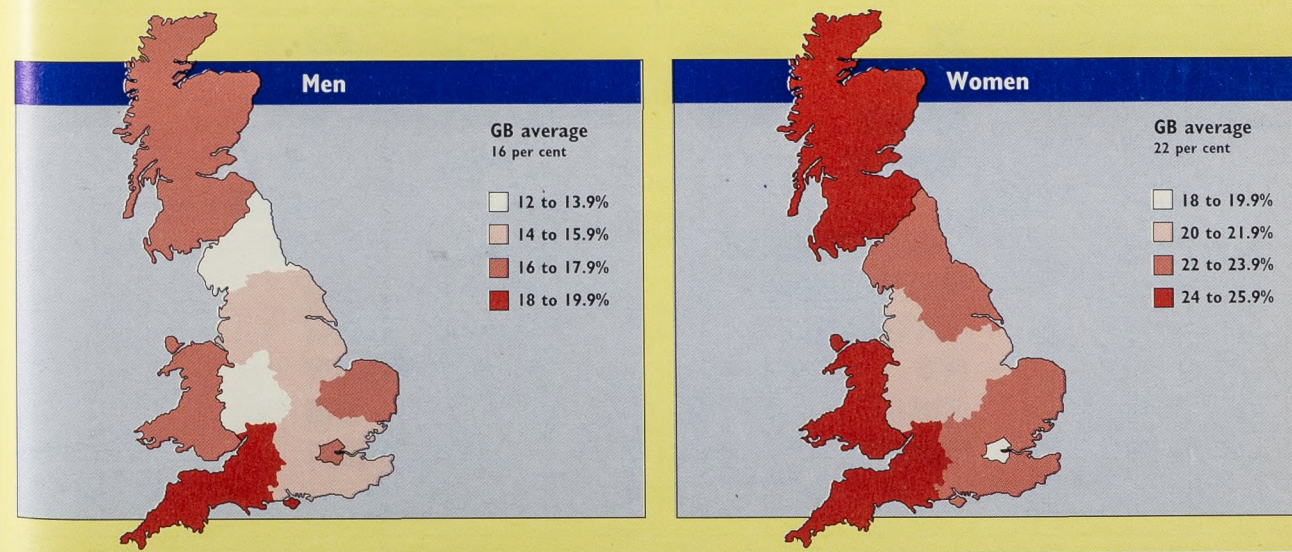 Men
GB average
16 per cent
12 to 13.9%
14 to 15.9%
16 to 17.9%
18 to 19.9%
Women
GB average
22 per cent
18 to 19.9%
20 to 21.9%
22 to 23.9%
24 to 25.9%